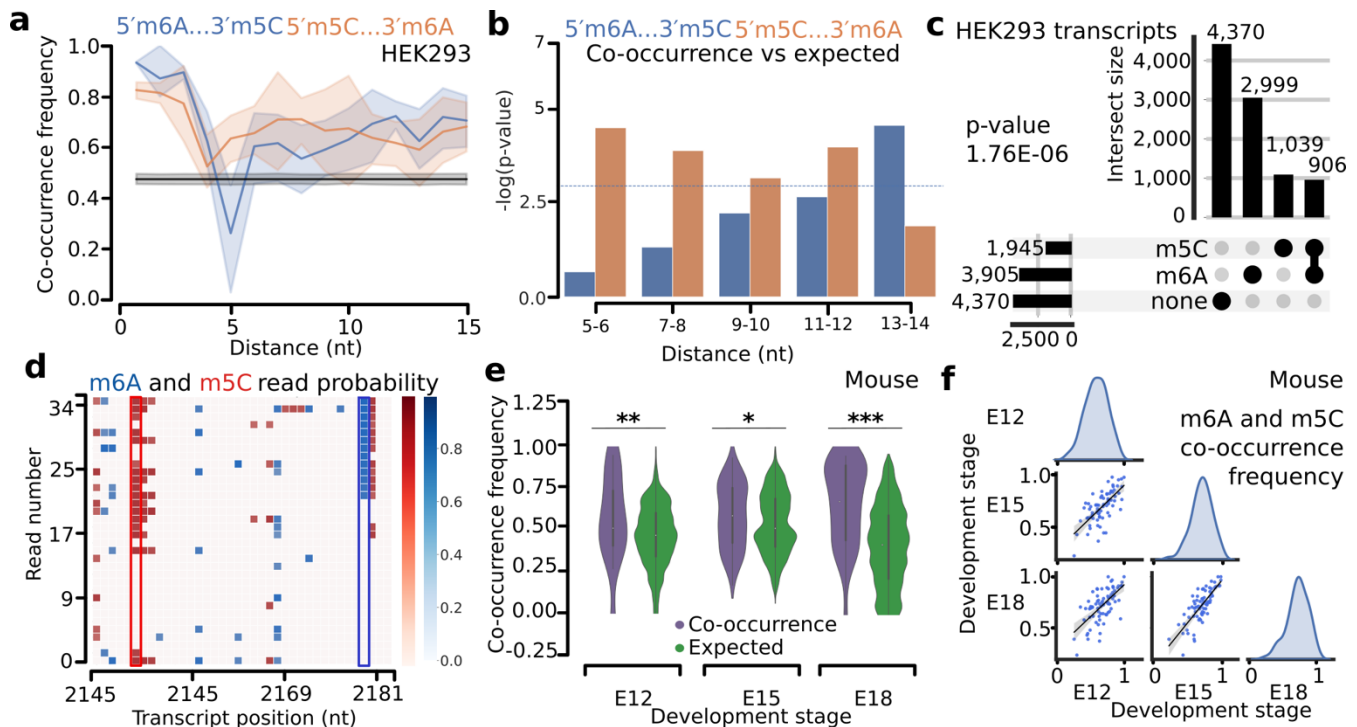 a
5′m6A...3′m5C 5′m5C...3′m6A
HEK293
Co-occurrence frequency
1.0
0.8
0.6
0.4
0.2
0.0
0 5 10 15
Distance (nt)
b
5′m6A...3′m5C 5′m5C...3′m6A
Co-occurrence vs expected
-log(p-value)
7
5
2.5
0.0
5-6 7-8 9-10 11-12 13-14
Distance (nt)
c HEK293 transcripts
p-value
1.76E-06
Intersect size
4,000
3,000
2,000
1,000
0
4,370
2,999
1,039
906
1,945 m5C
3,905 m6A
4,370 none
2,500 0
d
m6A and m5C read probability
Read number
34
25
17
9
0
2145 2145 2169 2181
Transcript position (nt)
0.8
0.6
0.4
0.2
0.0
e
Mouse
Co-occurrence frequency
1.25
1.00
0.75
0.50
0.25
0.00
-0.25
** * ***
Co-occurrence
Expected
E12 E15 E18
Development stage
f
Mouse
m6A and m5C
co-occurrence
frequency
Development stage
E12
E15
1.0
0.5
E18
1.0
0.5
0 1 0 1 0 1
E12 E15 E18
Development stage